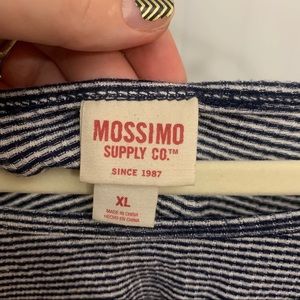 MOSSIMO
SUPPLY CO.™
SINCE 1987
XL
MADE IN CHINA
HECHO EN CHINA